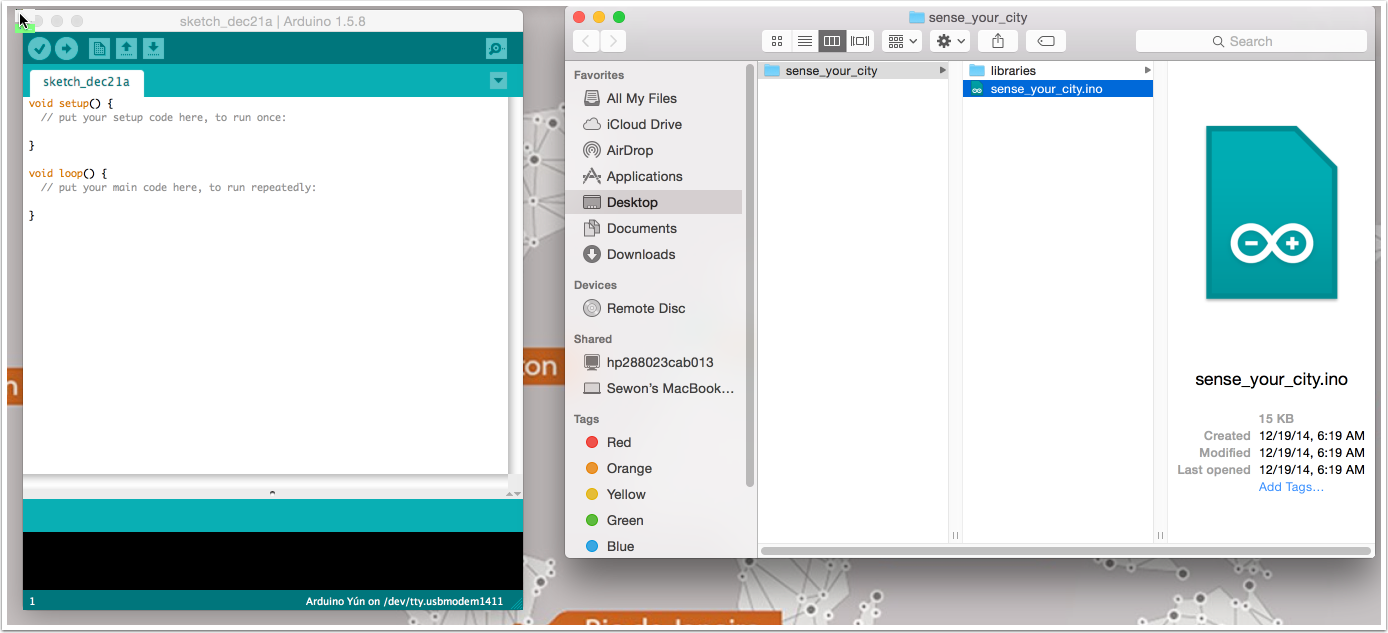 sketch_dec21a | Arduino 1.5.8
sketch_dec21a
void setup() {
// put your setup code here, to run once:
}
void loop() {
// put your main code here, to run repeatedly:
}
1
Arduino Yún on /dev/tty.usbmodem1411
sense_your_city
Search
Favorites
All My Files
iCloud Drive
AirDrop
Applications
Desktop
Documents
Downloads
Devices
Remote Disc
Shared
hp288023cab013
Sewon's MacBook...
Tags
Red
Orange
Yellow
Green
Blue
sense_your_city
libraries
sense_your_city.ino
sense_your_city.ino
15 KB
Created 12/19/14, 6:19 AM
Modified 12/19/14, 6:19 AM
Last opened 12/19/14, 6:19 AM
Add Tags...